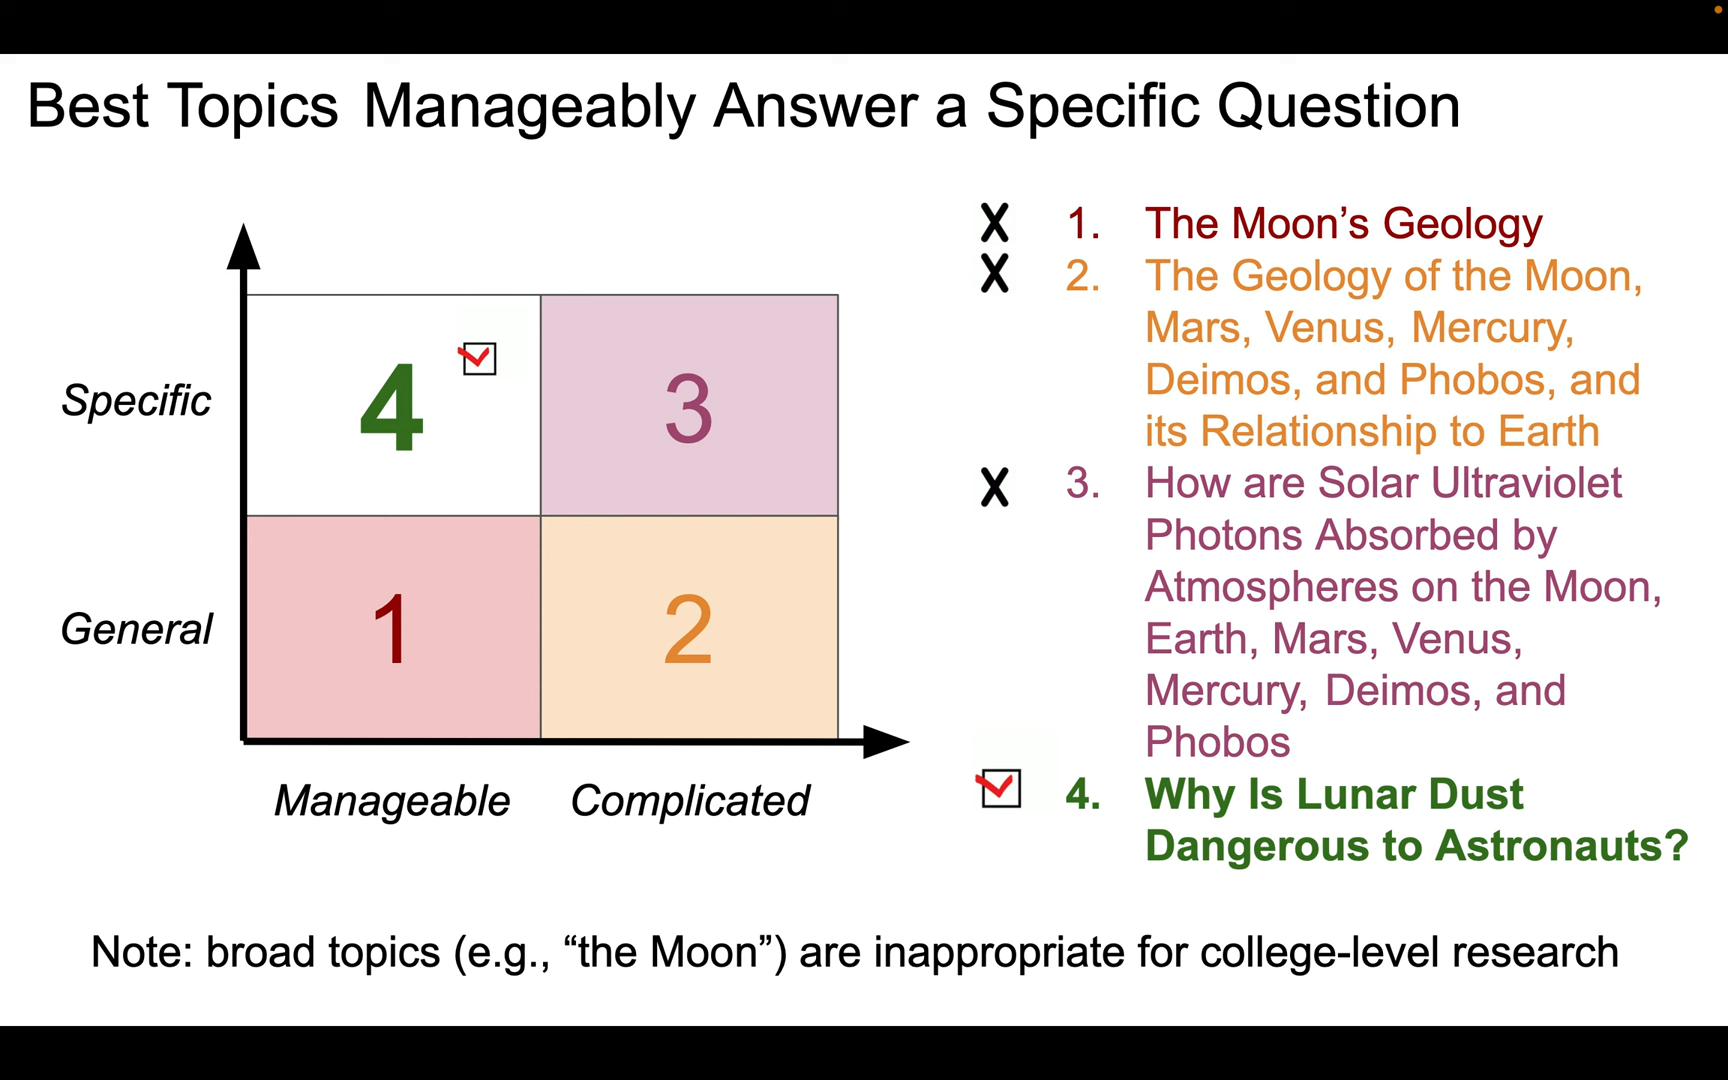 Best Topics Manageably Answer a Specific Question
Specific
4
3
General
1
2
Manageable
Complicated
X 1. The Moon’s Geology
X 2. The Geology of the Moon,
Mars, Venus, Mercury,
Deimos, and Phobos, and
its Relationship to Earth
X 3. How are Solar Ultraviolet
Photons Absorbed by
Atmospheres on the Moon,
Earth, Mars, Venus,
Mercury, Deimos, and
Phobos
4. Why Is Lunar Dust
Dangerous to Astronauts?
Note: broad topics (e.g., “the Moon”) are inappropriate for college-level research